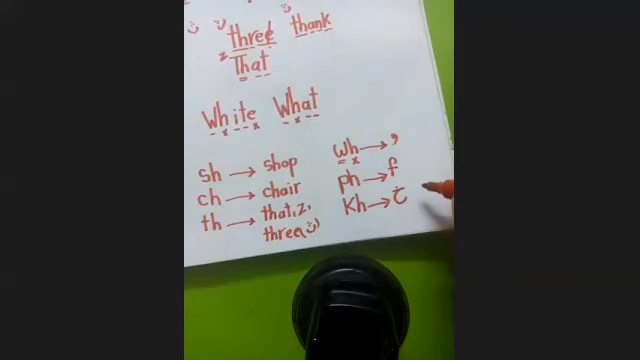 three thank
z
That
White What
sh → shop
ch → chair
th → that, z,
three
wh → و
ph → f
Kh → خ